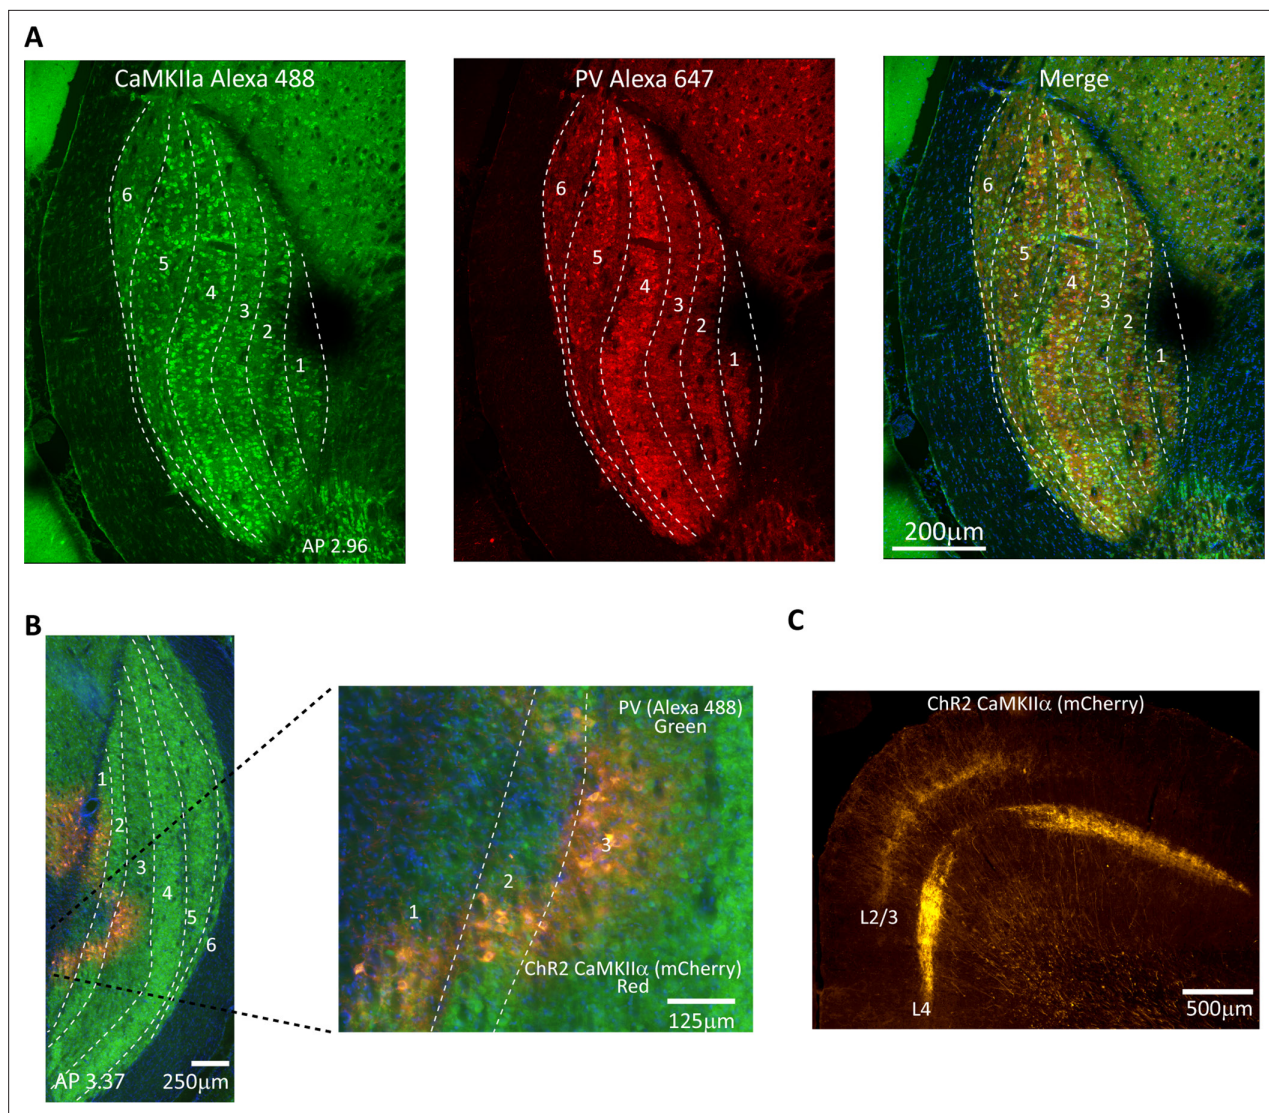 A
CaMKIIa Alexa 488
PV Alexa 647
Merge
6
5
4
3
2
1
AP 2.96
6
5
4
3
2
1
6
5
4
3
2
1
200µm
B
1
2
3
4
5
6
AP 3.37
250µm
PV (Alexa 488)
Green
1
2
3
ChR2 CaMKIIα (mCherry)
Red
125µm
C
ChR2 CaMKIIα (mCherry)
L2/3
L4
500µm